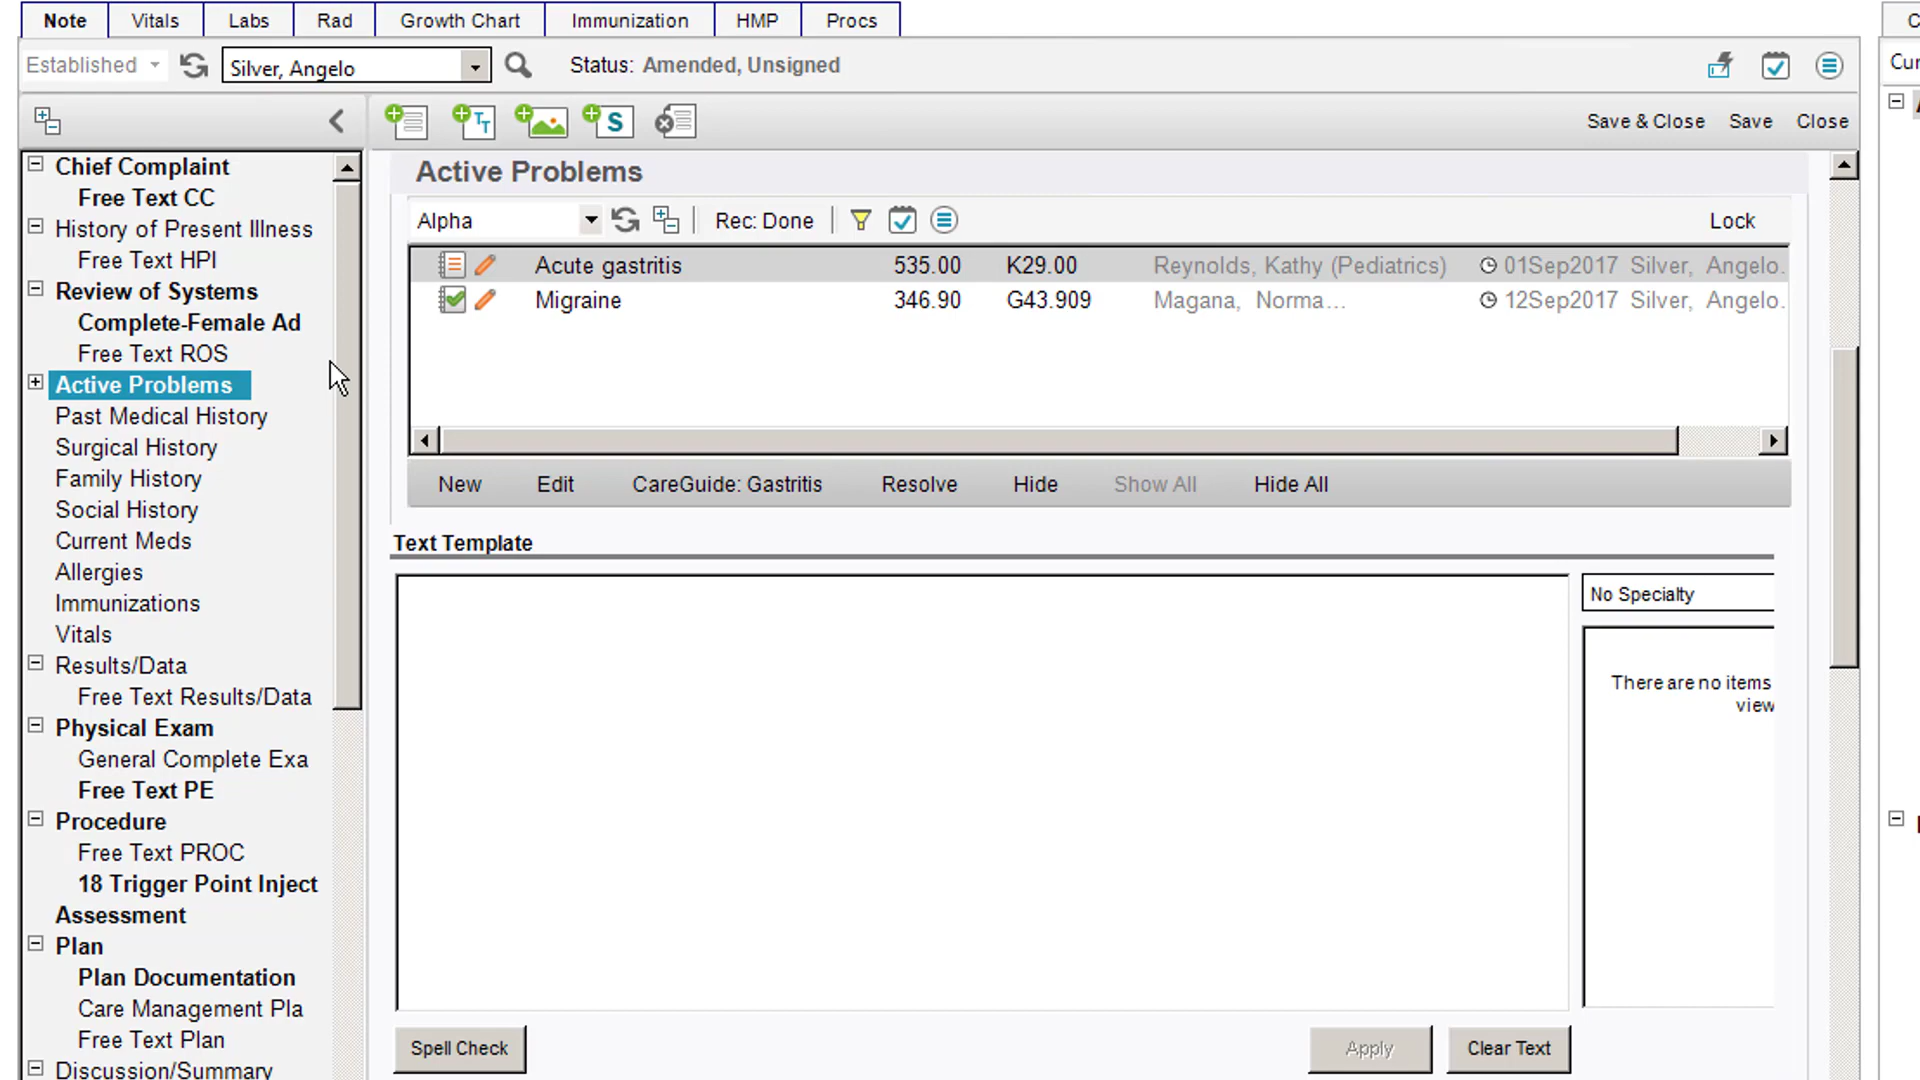 Note Vitals Labs Rad Growth Chart Immunization HMP Procs
Established Silver, Angelo Status: Amended, Unsigned
Save & Close Save Close
Chief Complaint
Free Text CC
History of Present Illness
Free Text HPI
Review of Systems
Complete-Female Ad
Free Text ROS
Active Problems
Past Medical History
Surgical History
Family History
Social History
Current Meds
Allergies
Immunizations
Vitals
Results/Data
Free Text Results/Data
Physical Exam
General Complete Exa
Free Text PE
Procedure
Free Text PROC
18 Trigger Point Inject
Assessment
Plan
Plan Documentation
Care Management Pla
Free Text Plan
Discussion/Summary
Active Problems
Alpha Rec: Done Lock
Acute gastritis 535.00 K29.00 Reynolds, Kathy (Pediatrics) 01Sep2017 Silver, Angelo.
Migraine 346.90 G43.909 Magana, Norma... 12Sep2017 Silver, Angelo.
New Edit CareGuide: Gastritis Resolve Hide Show All Hide All
Text Template
No Specialty
There are no items
view
Spell Check Apply Clear Text
Cur